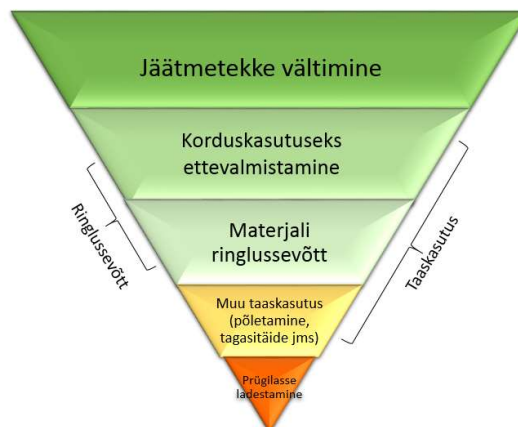 Jäätmetekke vältimine
Korduskasutuseks
ettevalmistamine
Materjali
ringlussevõtt
Muu taaskasutus
(põletamine,
tagasitäide jms)
Prügilasse
ladestamine
Ringlussevõtt
Taaskasutus